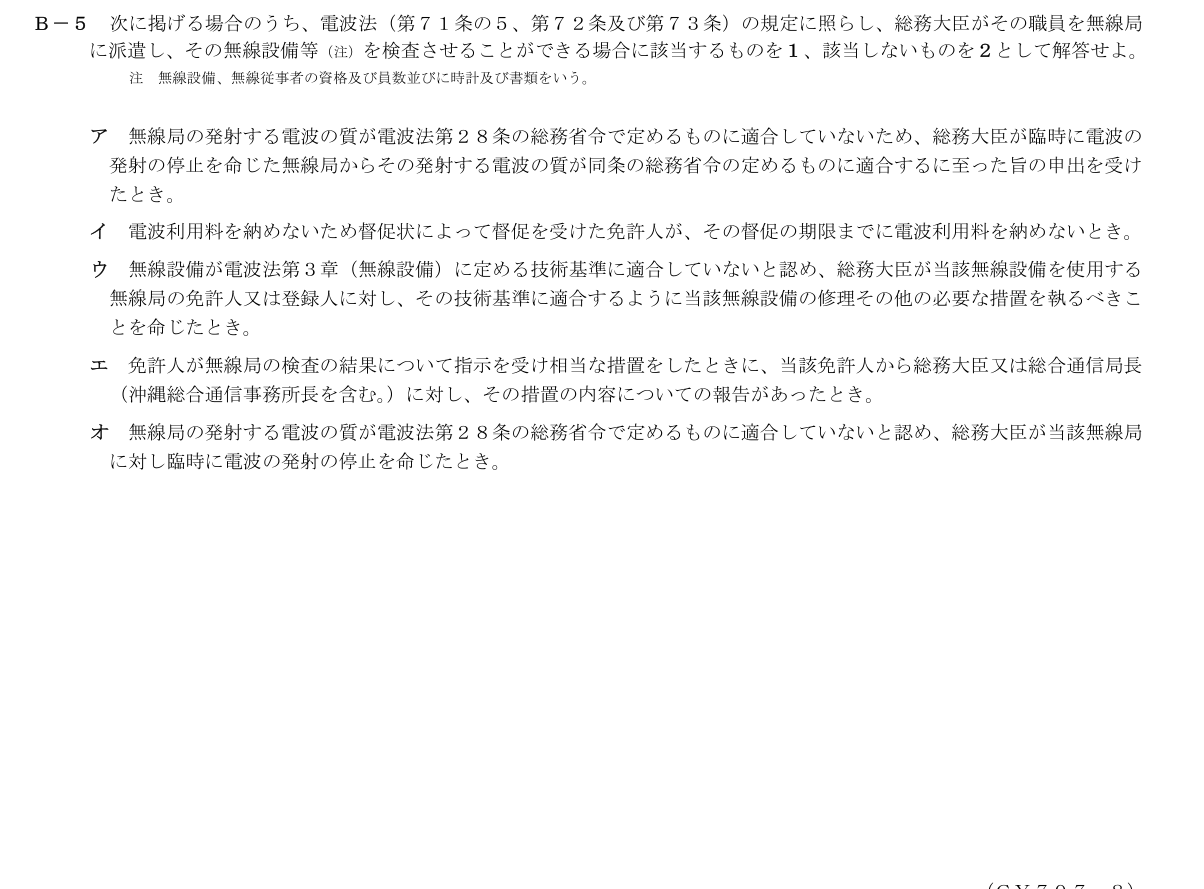 Ｂ－５　次に掲げる場合のうち、電波法（第７１条の５、第７２条及び第７３条）の規定に照らし、総務大臣がその職員を無線局
に派遣し、その無線設備等（注）を検査させることができる場合に該当するものを１、該当しないものを２として解答せよ。
注　無線設備、無線従事者の資格及び員数並びに時計及び書類をいう。
ア　無線局の発射する電波の質が電波法第２８条の総務省令で定めるものに適合していないため、総務大臣が臨時に電波の
発射の停止を命じた無線局からその発射する電波の質が同条の総務省令の定めるものに適合するに至った旨の申出を受け
たとき。
イ　電波利用料を納めないため督促状によって督促を受けた免許人が、その督促の期限までに電波利用料を納めないとき。
ウ　無線設備が電波法第３章（無線設備）に定める技術基準に適合していないと認め、総務大臣が当該無線設備を使用する
無線局の免許人又は登録人に対し、その技術基準に適合するように当該無線設備の修理その他の必要な措置を執るべきこ
とを命じたとき。
エ　免許人が無線局の検査の結果について指示を受け相当な措置をしたときに、当該免許人から総務大臣又は総合通信局長
（沖縄総合通信事務所長を含む。）に対し、その措置の内容についての報告があったとき。
オ　無線局の発射する電波の質が電波法第２８条の総務省令で定めるものに適合していないと認め、総務大臣が当該無線局
に対し臨時に電波の発射の停止を命じたとき。